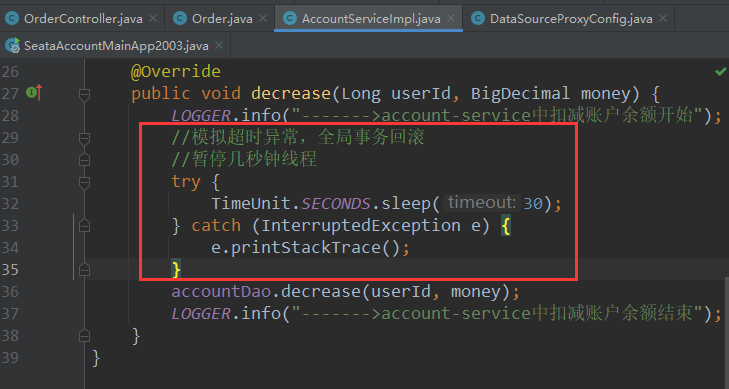 OrderController.java × Order.java × AccountServiceImpl.java × DataSourceProxyConfig.java ×
SeataAccountMainApp2003.java ×
26 @Override
27 public void decrease(Long userId, BigDecimal money) {
28 LOGGER.info("------->account-service中扣减账户余额开始");
29 //模拟超时异常，全局事务回滚
30 //暂停几秒钟线程
31 try {
32 TimeUnit.SECONDS.sleep( timeout: 30);
33 } catch (InterruptedException e) {
34 e.printStackTrace();
35 }
36 accountDao.decrease(userId, money);
37 LOGGER.info("------->account-service中扣减账户余额结束");
38 }
39 }